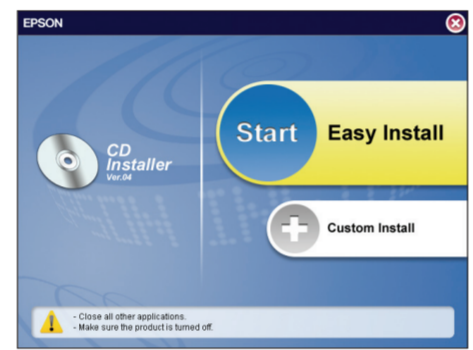 EPSON
Start
Easy Install
CD
Installer
Ver.04
Custom Install
- Close all other applications.
- Make sure the product is turned off.